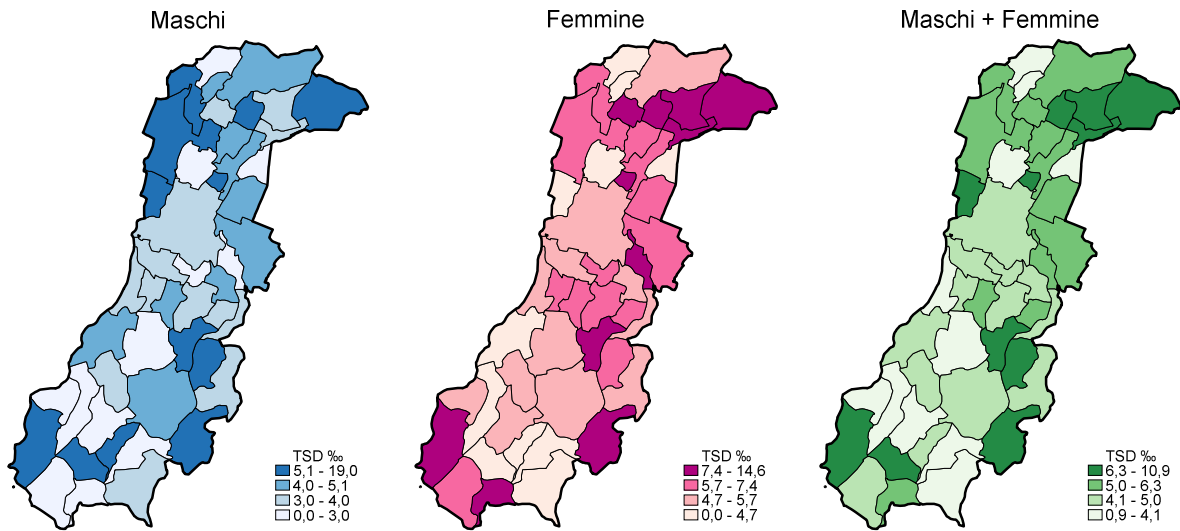 Maschi
TSD ‰
5,1 - 19,0
4,0 - 5,1
3,0 - 4,0
0,0 - 3,0
Femmine
TSD ‰
7,4 - 14,6
5,7 - 7,4
4,7 - 5,7
0,0 - 4,7
Maschi + Femmine
TSD ‰
6,3 - 10,9
5,0 - 6,3
4,1 - 5,0
0,9 - 4,1